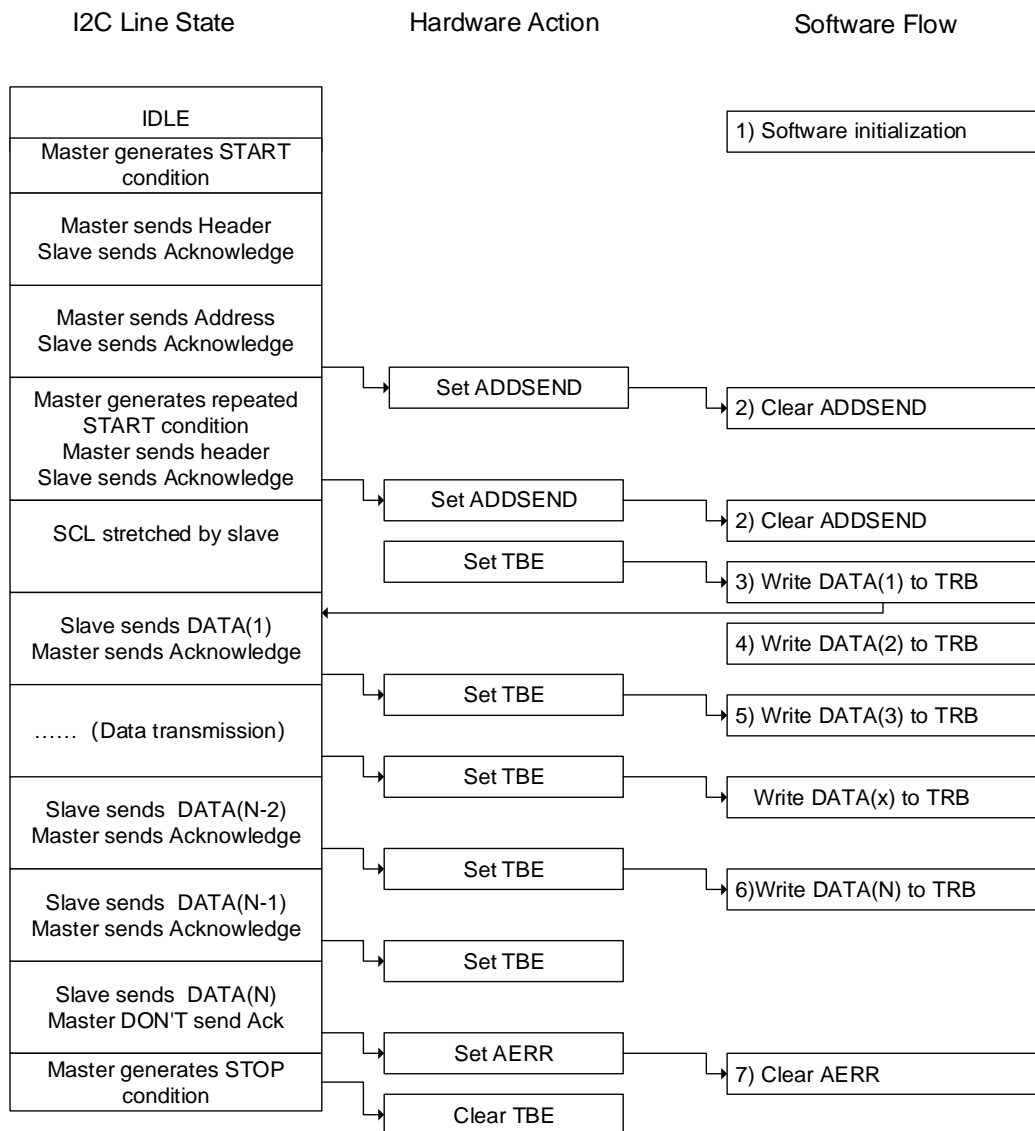 I2C Line State
Hardware Action
Software Flow
IDLE
1) Software initialization
Master generates START
condition
Master sends Header
Slave sends Acknowledge
Master sends Address
Slave sends Acknowledge
Set ADDSEND
2) Clear ADDSEND
Master generates repeated
START condition
Master sends header
Slave sends Acknowledge
Set ADDSEND
2) Clear ADDSEND
SCL stretched by slave
Set TBE
3) Write DATA(1) to TRB
Slave sends DATA(1)
Master sends Acknowledge
4) Write DATA(2) to TRB
Set TBE
5) Write DATA(3) to TRB
...... (Data transmission)
Set TBE
Write DATA(x) to TRB
Slave sends DATA(N-2)
Master sends Acknowledge
Set TBE
6)Write DATA(N) to TRB
Slave sends DATA(N-1)
Master sends Acknowledge
Set TBE
Slave sends DATA(N)
Master DON'T send Ack
Set AERR
7) Clear AERR
Master generates STOP
condition
Clear TBE